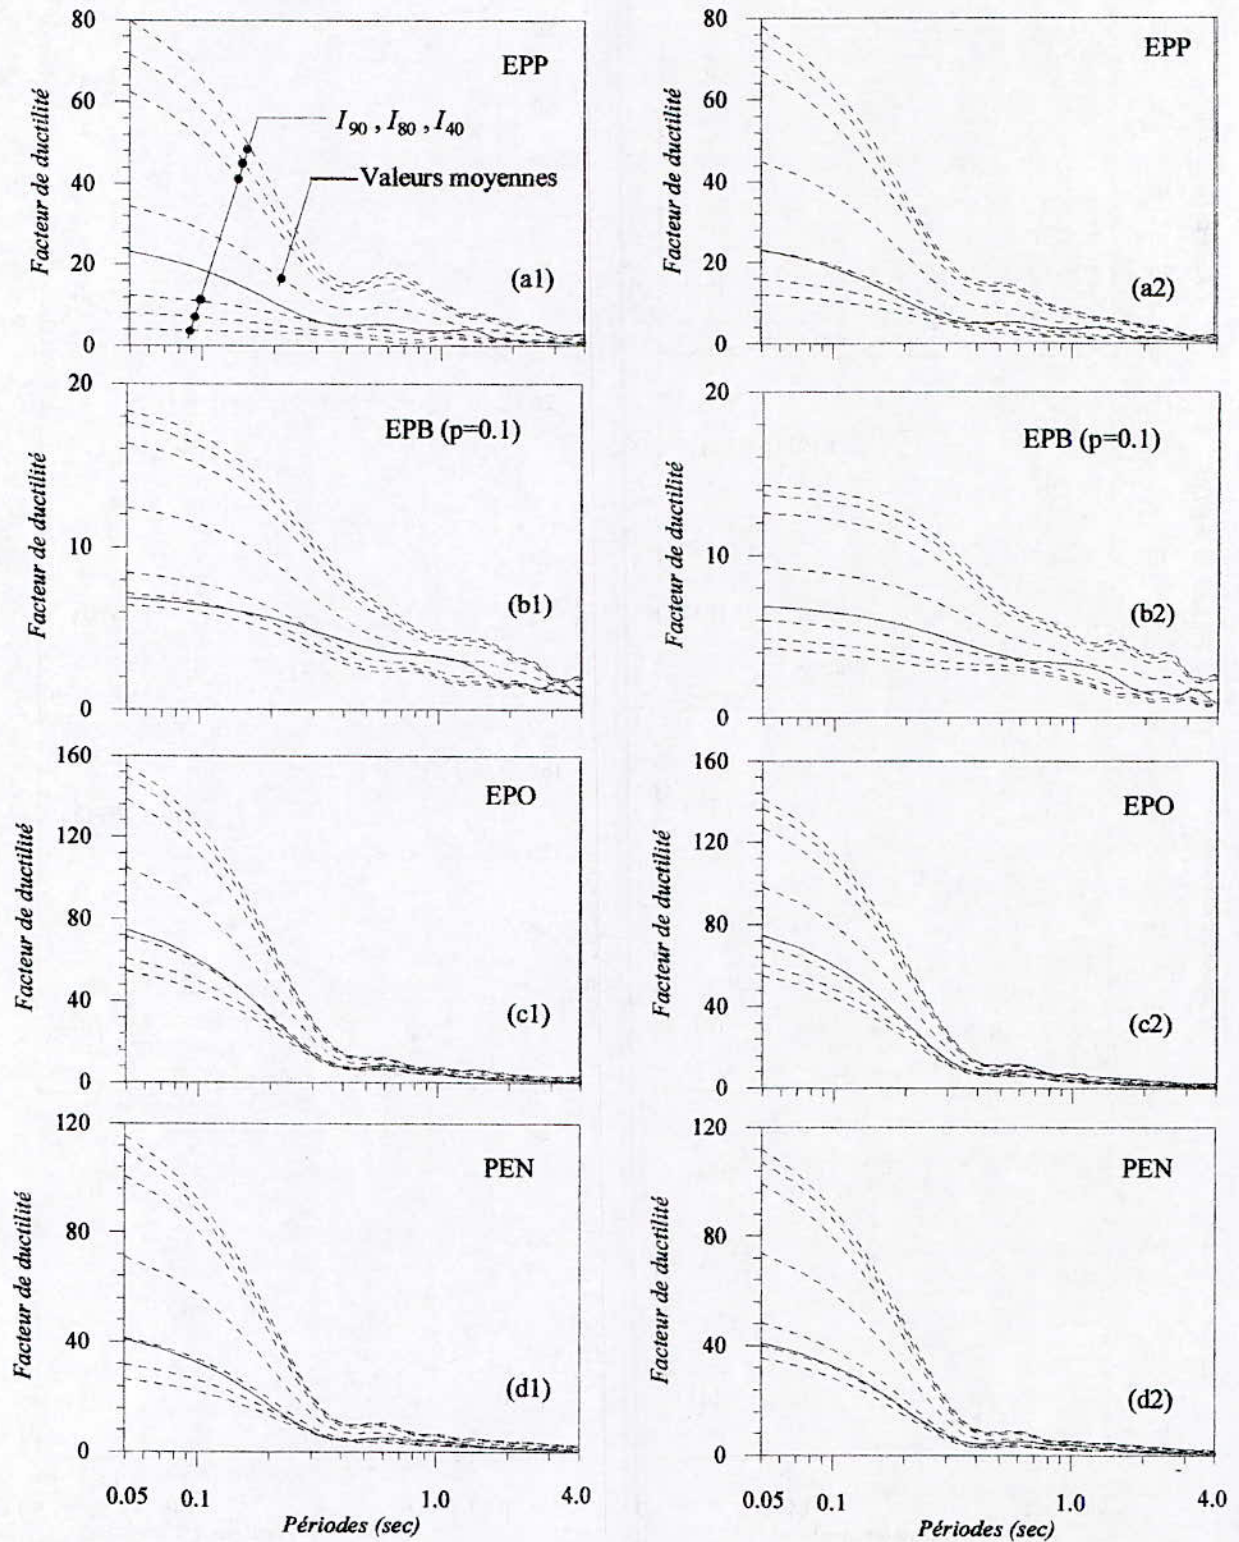 80
60
40
20
0
Facteur de ductilité
EPP
I90 , I80 , I40
Valeurs moyennes
(a1)
80
60
40
20
0
Facteur de ductilité
EPP
(a2)
20
10
0
Facteur de ductilité
EPB (p=0.1)
(b1)
20
10
0
Facteur de ductilité
EPB (p=0.1)
(b2)
160
120
80
40
0
Facteur de ductilité
EPO
(c1)
160
120
80
40
0
Facteur de ductilité
EPO
(c2)
120
80
40
0
Facteur de ductilité
PEN
(d1)
0.05 0.1 1.0 4.0
Périodes (sec)
120
80
40
0
Facteur de ductilité
PEN
(d2)
0.05 0.1 1.0 4.0
Périodes (sec)